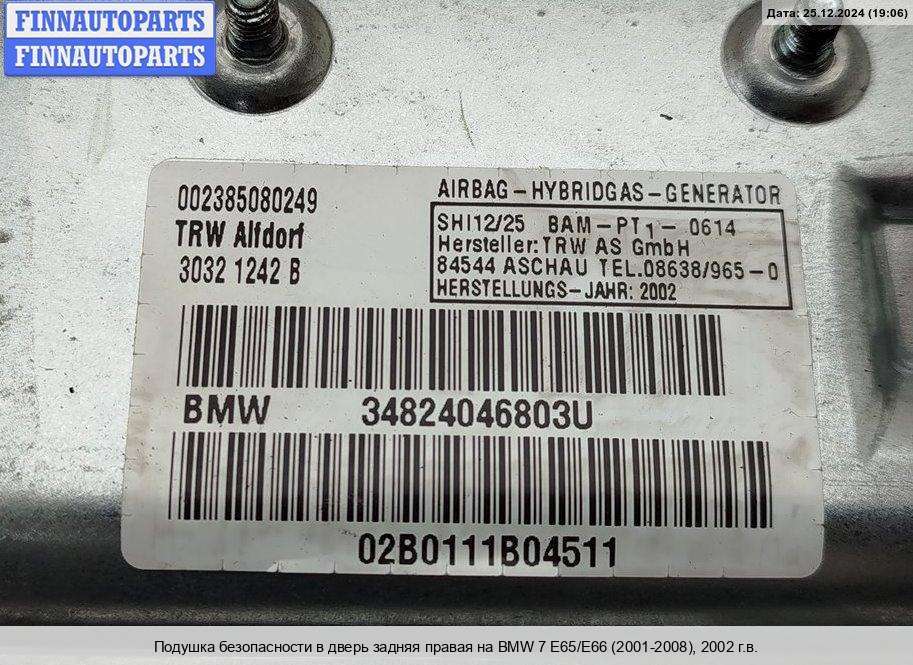 FINNAUTOPARTS
FINNAUTOPARTS
Дата: 25.12.2024 (19:06)
002385080249
TRW Alfdorf
3032 1242 B
AIRBAG-HYBRIDGAS-GENERATOR
SHI12/25 BAM-PT1-0614
Hersteller:TRW AS GmbH
84544 ASCHAU TEL.08638/965-0
HERSTELLUNGS-JAHR: 2002
BMW 34824046803U
02B0111B04511
Подушка безопасности в дверь задняя правая на BMW 7 E65/E66 (2001-2008), 2002 г.в.